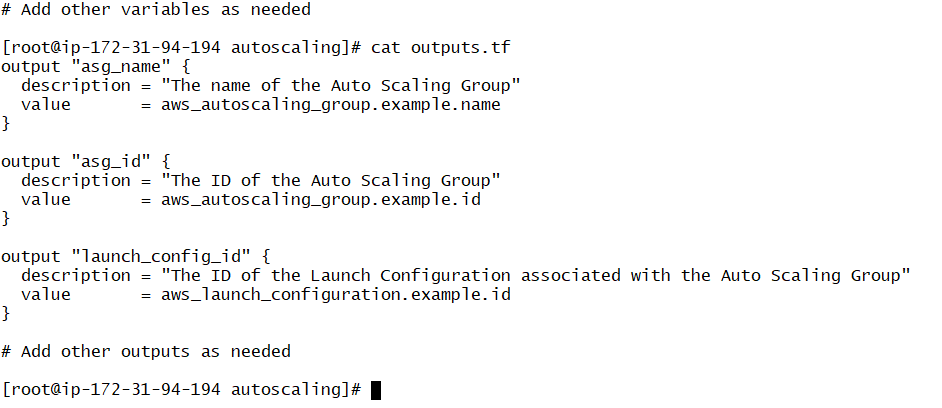 # Add other variables as needed
[root@ip-172-31-94-194 autoscaling]# cat outputs.tf
output "asg_name" {
  description = "The name of the Auto Scaling Group"
  value       = aws_autoscaling_group.example.name
}
output "asg_id" {
  description = "The ID of the Auto Scaling Group"
  value       = aws_autoscaling_group.example.id
}
output "launch_config_id" {
  description = "The ID of the Launch Configuration associated with the Auto Scaling Group"
  value       = aws_launch_configuration.example.id
}
# Add other outputs as needed
[root@ip-172-31-94-194 autoscaling]#